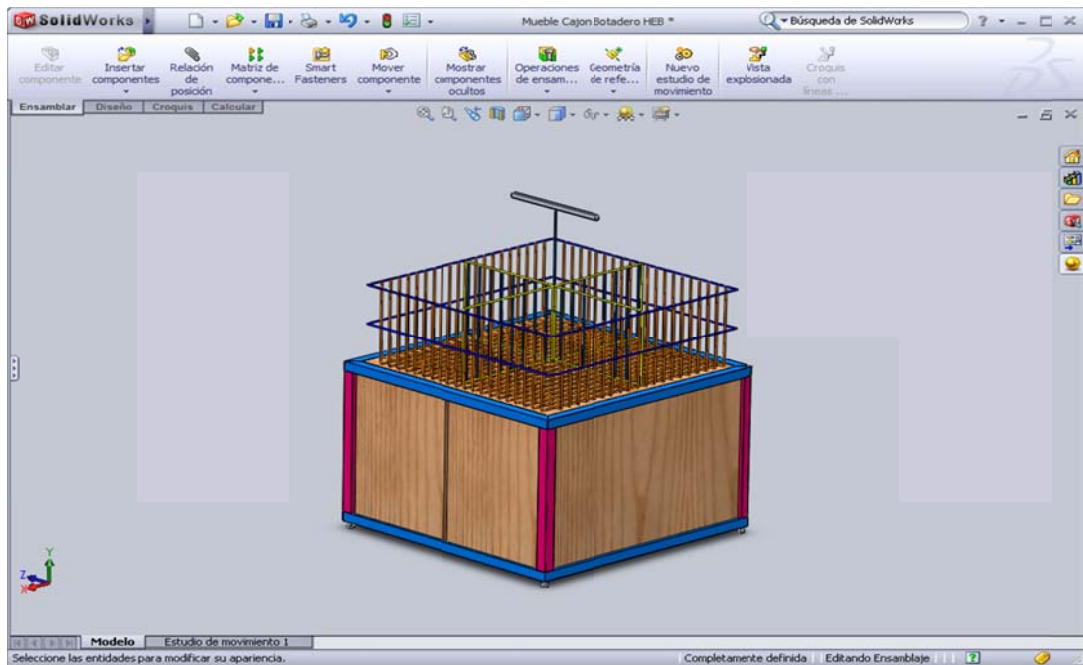 SolidWorks
Mueble Cajon Botadero HEB *
Búsqueda de SolidWorks
Editar componente
Insertar componentes
Relación de posición
Matriz de compone...
Smart Fasteners
Mover componente
Mostrar componentes ocultos
Operaciones de ensam...
Geometría de refe...
Nuevo estudio de movimiento
Vista explosionada
Croquis con líneas ...
Ensamblar Diseño Croquis Calcular
Y
Z
X
Modelo Estudio de movimiento 1
Seleccione las entidades para modificar su apariencia. Completamente definida Editando Ensamblaje